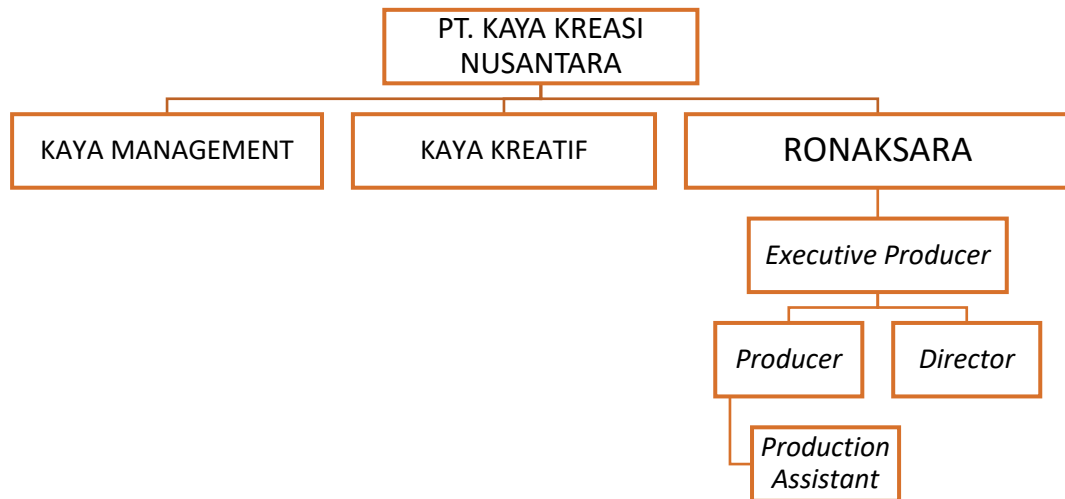 PT. KAYA KREASI
NUSANTARA
KAYA MANAGEMENT
KAYA KREATIF
RONAKSARA
Executive Producer
Producer
Director
Production
Assistant